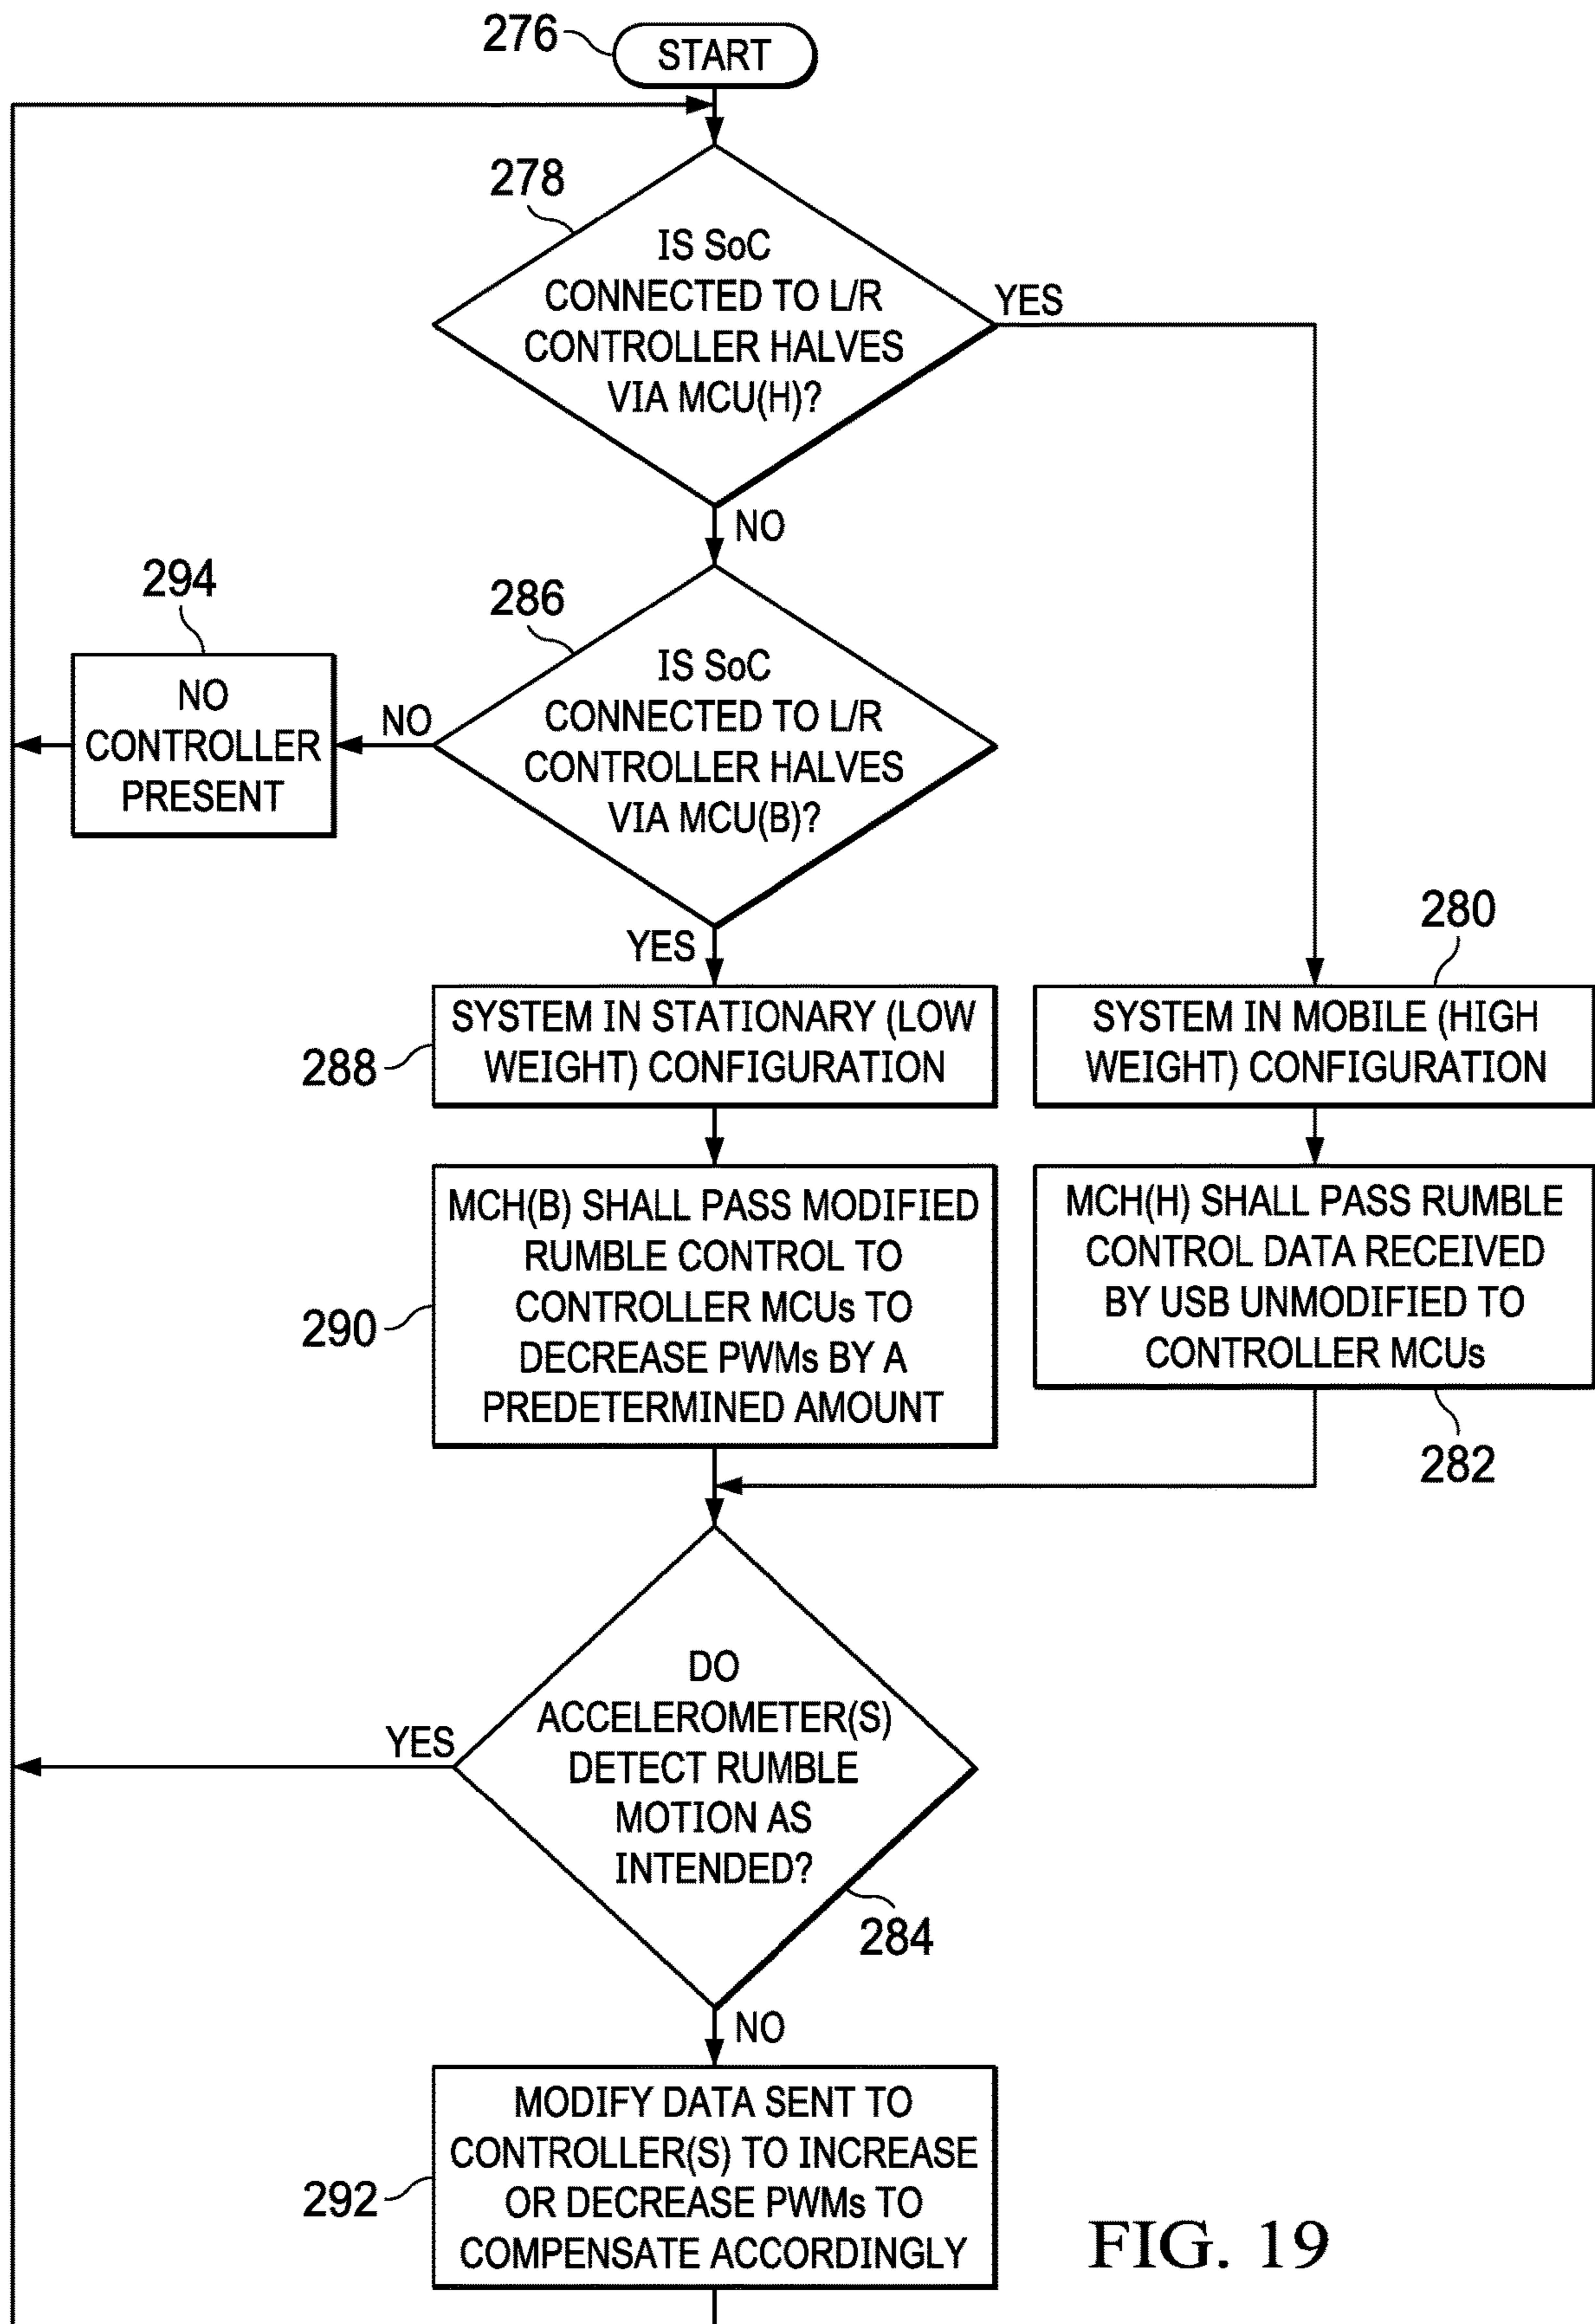 276
START
278
IS SoC
CONNECTED TO L/R
CONTROLLER HALVES
VIA MCU(H)?
YES
NO
294
NO
CONTROLLER
PRESENT
NO
286
IS SoC
CONNECTED TO L/R
CONTROLLER HALVES
VIA MCU(B)?
YES
280
288
SYSTEM IN STATIONARY (LOW
WEIGHT) CONFIGURATION
SYSTEM IN MOBILE (HIGH
WEIGHT) CONFIGURATION
290
MCH(B) SHALL PASS MODIFIED
RUMBLE CONTROL TO
CONTROLLER MCUs TO
DECREASE PWMs BY A
PREDETERMINED AMOUNT
MCH(H) SHALL PASS RUMBLE
CONTROL DATA RECEIVED
BY USB UNMODIFIED TO
CONTROLLER MCUs
282
DO
ACCELEROMETER(S)
DETECT RUMBLE
MOTION AS
INTENDED?
YES
284
NO
292
MODIFY DATA SENT TO
CONTROLLER(S) TO INCREASE
OR DECREASE PWMs TO
COMPENSATE ACCORDINGLY
FIG. 19